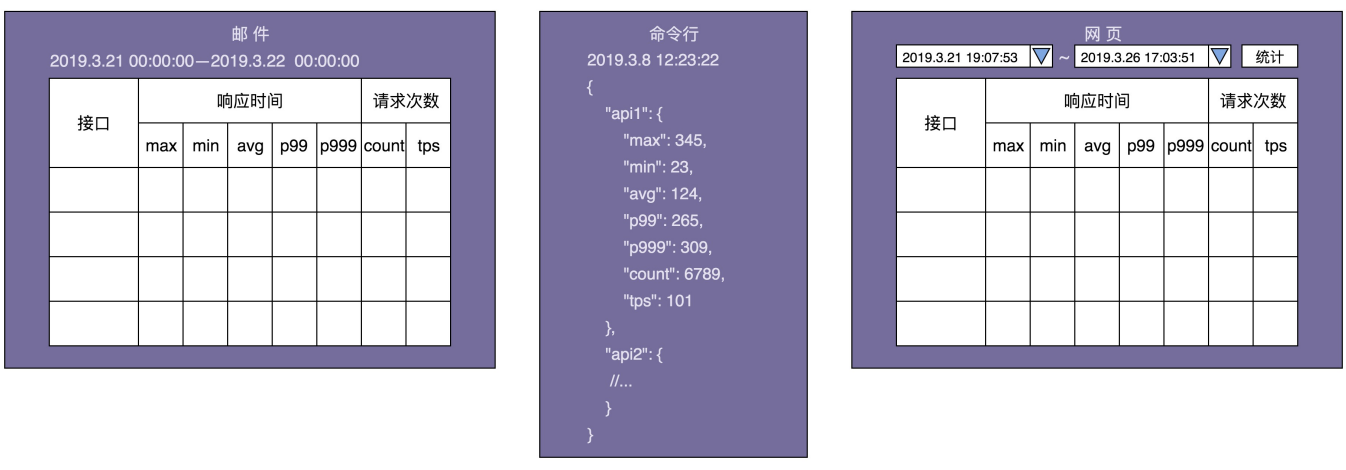 邮 件
2019.3.21 00:00:00—2019.3.22  00:00:00
接口 响应时间 请求次数
max min avg p99 p999 count tps
命令行
2019.3.8 12:23:22
{
"api1": {
"max": 345,
"min": 23,
"avg": 124,
"p99": 265,
"p999": 309,
"count": 6789,
"tps": 101
},
"api2": {
//...
}
}
网 页
2019.3.21 19:07:53 ~ 2019.3.26 17:03:51 统计
接口 响应时间 请求次数
max min avg p99 p999 count tps